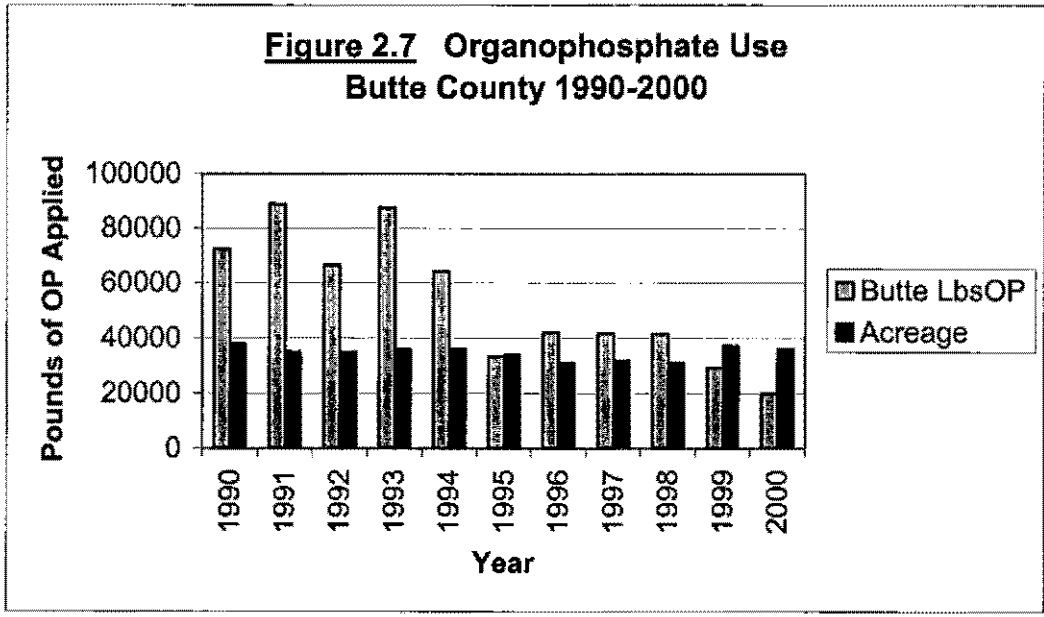 Figure 2.7 Organophosphate Use
Butte County 1990-2000
Pounds of OP Applied
100000
80000
60000
40000
20000
0
1990
1991
1992
1993
1994
1995
1996
1997
1998
1999
2000
Year
Butte LbsOP
Acreage